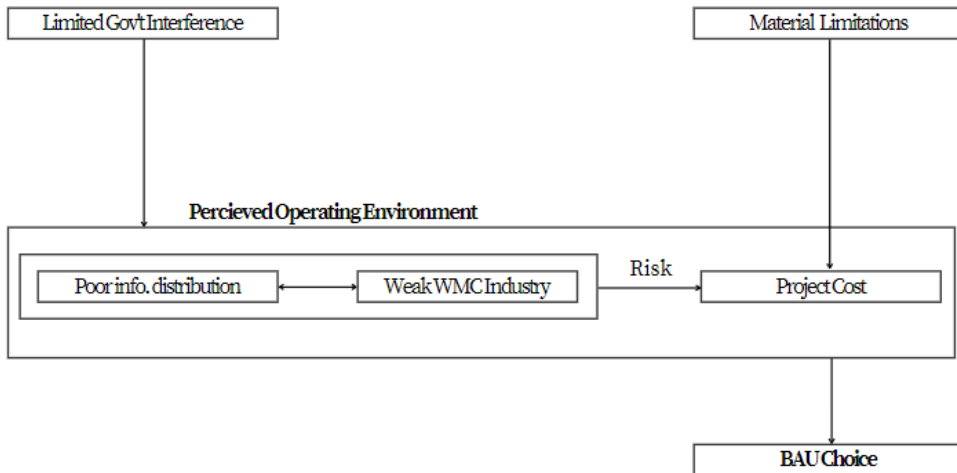 Limited Gov't Interference
Material Limitations
Percieved Operating Environment
Poor info. distribution
Weak WMC Industry
Risk
Project Cost
BAU Choice